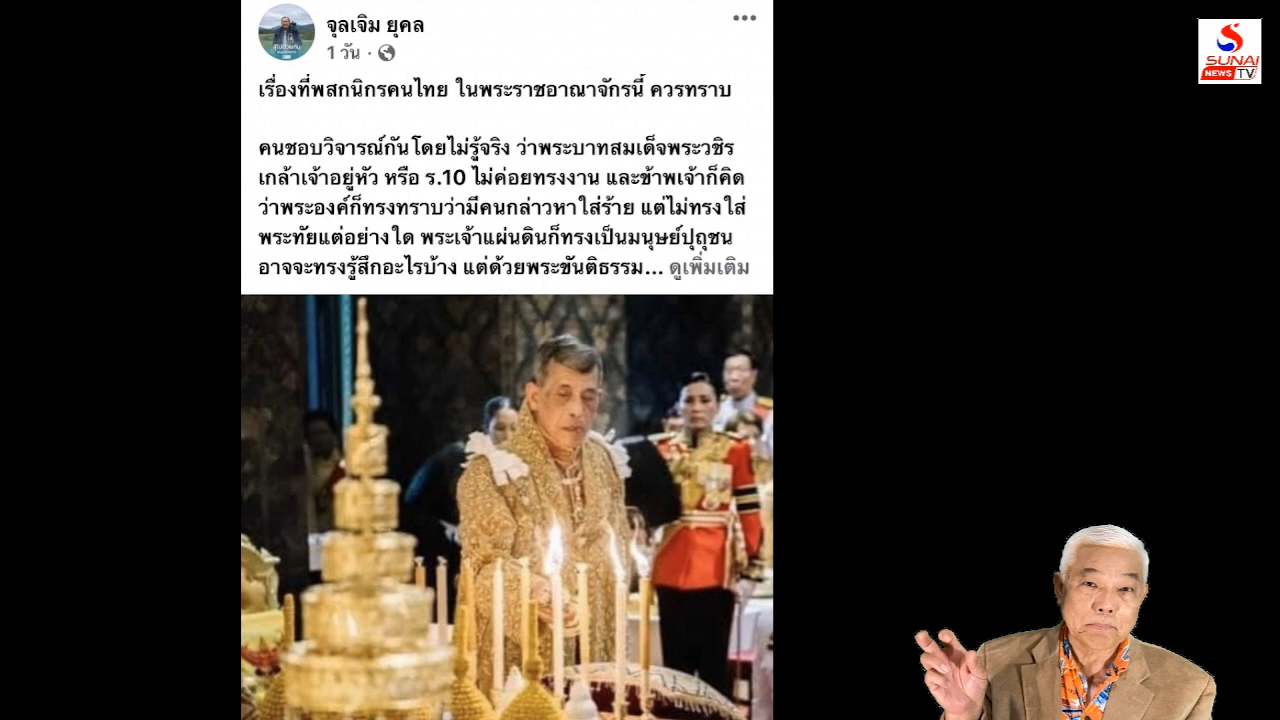 จุลเจิม ยุคล
1 วัน ·
เรื่องที่พสกนิกรคนไทย ในพระราชอาณาจักรนี้ ควรทราบ
คนชอบวิจารณ์กันโดยไม่รู้จริง ว่าพระบาทสมเด็จพระวชิร
เกล้าเจ้าอยู่หัว หรือ ร.10 ไม่ค่อยทรงงาน และข้าพเจ้าก็คิด
ว่าพระองค์ก็ทรงทราบว่ามีคนกล่าวหาใส่ร้าย แต่ไม่ทรงใส่
พระทัยแต่อย่างใด พระเจ้าแผ่นดินก็ทรงเป็นมนุษย์ปุถุชน
อาจจะทรงรู้สึกอะไรบ้าง แต่ด้วยพระขันติธรรม... ดูเพิ่มเติม
SUNAI
NEWS TV